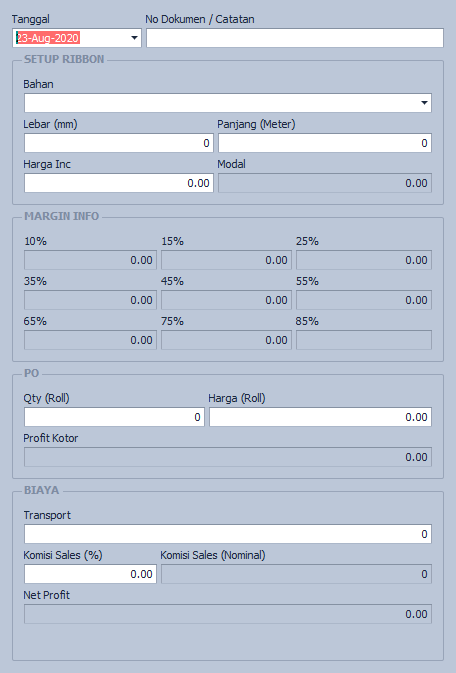 Tanggal No Dokumen / Catatan
23-Aug-2020
SETUP RIBBON
Bahan
Lebar (mm) Panjang (Meter)
0 0
Harga Inc Modal
0.00 0.00
MARGIN INFO
10% 15% 25%
0.00 0.00 0.00
35% 45% 55%
0.00 0.00 0.00
65% 75% 85%
0.00 0.00
PO
Qty (Roll) Harga (Roll)
0 0.00
Profit Kotor
0.00
BIAYA
Transport
0
Komisi Sales (%) Komisi Sales (Nominal)
0.00 0
Net Profit
0.00